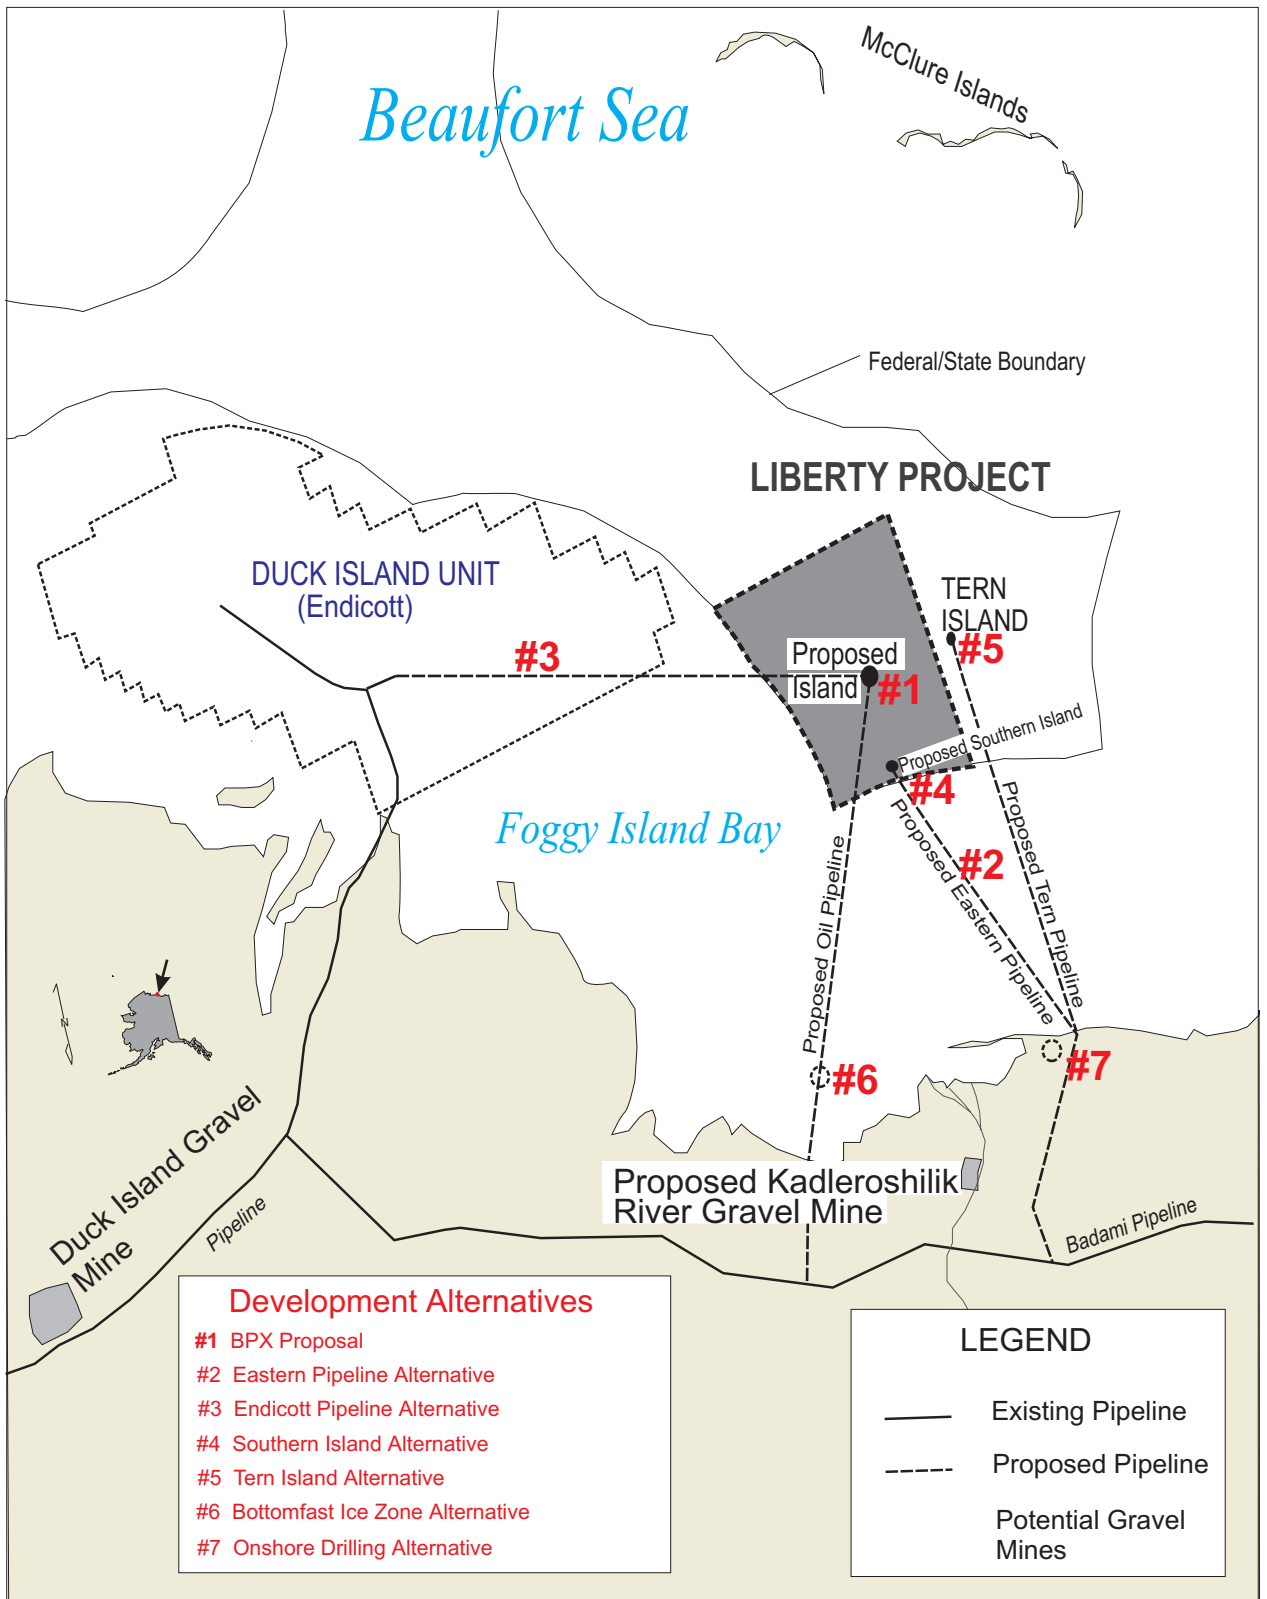 McClure Islands
Beaufort Sea
Federal/State Boundary
LIBERTY PROJECT
DUCK ISLAND UNIT
(Endicott)
TERN
ISLAND
#3
#5
Proposed
Island
#1
Proposed Southern Island
#4
Foggy Island Bay
#2
Proposed Oil Pipeline
Proposed Eastern Pipeline
Proposed Tern Pipeline
N
#6
#7
Duck Island Gravel
Mine
Pipeline
Proposed Kadleroshilik
River Gravel Mine
Badami Pipeline
Development Alternatives
#1 BPX Proposal
#2 Eastern Pipeline Alternative
#3 Endicott Pipeline Alternative
#4 Southern Island Alternative
#5 Tern Island Alternative
#6 Bottomfast Ice Zone Alternative
#7 Onshore Drilling Alternative
LEGEND
Existing Pipeline
Proposed Pipeline
Potential Gravel
Mines